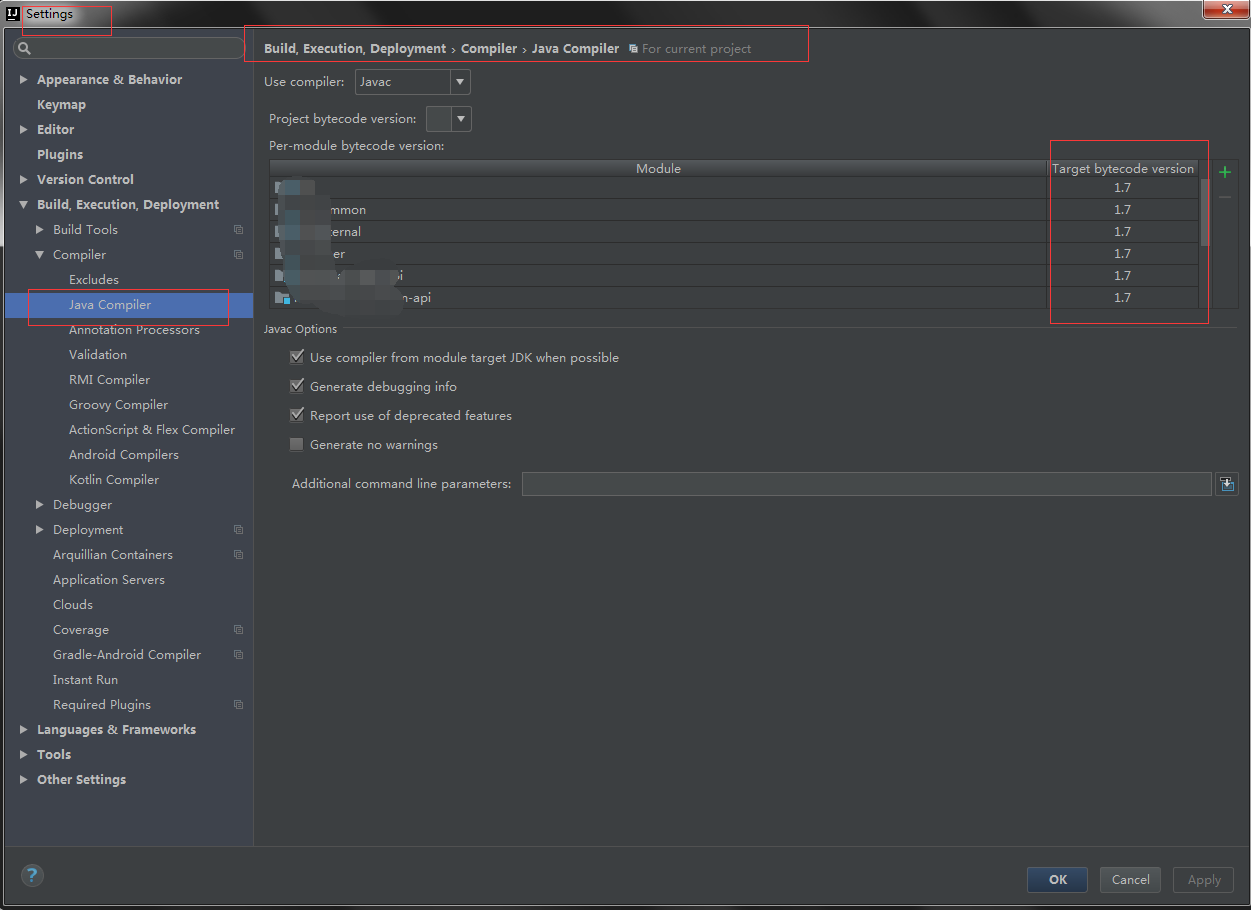 IJ Settings
Appearance & Behavior
Keymap
Editor
Plugins
Version Control
Build, Execution, Deployment
Build Tools
Compiler
Excludes
Java Compiler
Annotation Processors
Validation
RMI Compiler
Groovy Compiler
ActionScript & Flex Compiler
Android Compilers
Kotlin Compiler
Debugger
Deployment
Arquillian Containers
Application Servers
Clouds
Coverage
Gradle-Android Compiler
Instant Run
Required Plugins
Languages & Frameworks
Tools
Other Settings
Build, Execution, Deployment › Compiler › Java Compiler For current project
Use compiler: Javac
Project bytecode version:
Per-module bytecode version:
Module Target bytecode version
1.7
mmon 1.7
ternal 1.7
er 1.7
1.7
-api 1.7
Javac Options
Use compiler from module target JDK when possible
Generate debugging info
Report use of deprecated features
Generate no warnings
Additional command line parameters:
?
OK Cancel Apply